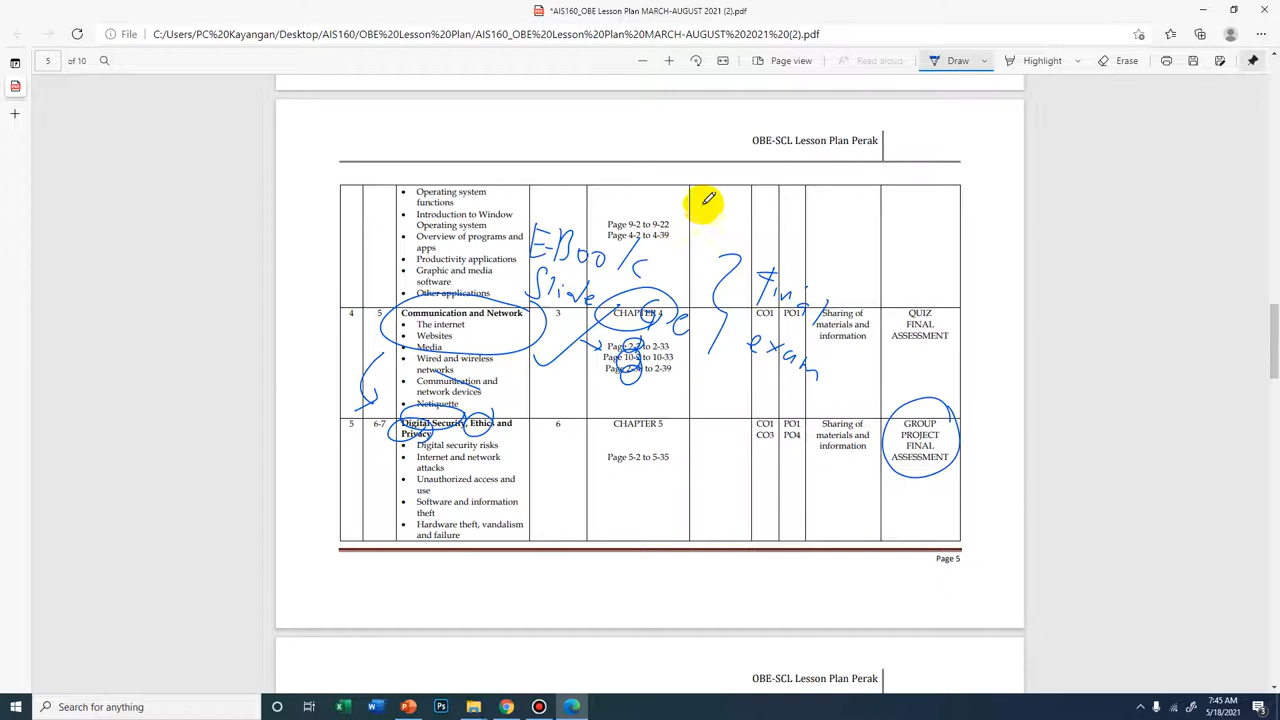 *AIS160_OBE Lesson Plan MARCH-AUGUST 2021 (2).pdf
File C:/Users/PC%20Kayangan/Desktop/AIS160/OBE%20Lesson%20Plan/AIS160_OBE%20Lesson%20Plan%20MARCH-AUGUST%202021%20(2).pdf
5 of 10 Page view Read aloud Draw Highlight Erase
OBE-SCL Lesson Plan Perak
• Operating system
functions
• Introduction to Window
Operating system
• Overview of programs and
apps
• Productivity applications
• Graphic and media
software
• Other applications
Page 9-2 to 9-22
Page 4-2 to 4-39
E-Book
Slide
Final
exam
4 5 Communication and Network
• The internet
• Websites
• Media
• Wired and wireless
networks
• Communication and
network devices
• Netiquette
3
CHAPTER 4
Page 2-2 to 2-33
Page 10-2 to 10-33
to 2-39
CO1 PO1
Sharing of
materials and
information
QUIZ
FINAL
ASSESSMENT
5 6-7 Digital Security, Ethics and
Privacy
• Digital security risks
• Internet and network
attacks
• Unauthorized access and
use
• Software and information
theft
• Hardware theft, vandalism
and failure
6
CHAPTER 5
Page 5-2 to 5-35
CO1 PO1
CO3 PO4
Sharing of
materials and
information
GROUP
PROJECT
FINAL
ASSESSMENT
Page 5
OBE-SCL Lesson Plan Perak
Search for anything
7:45 AM
5/18/2021